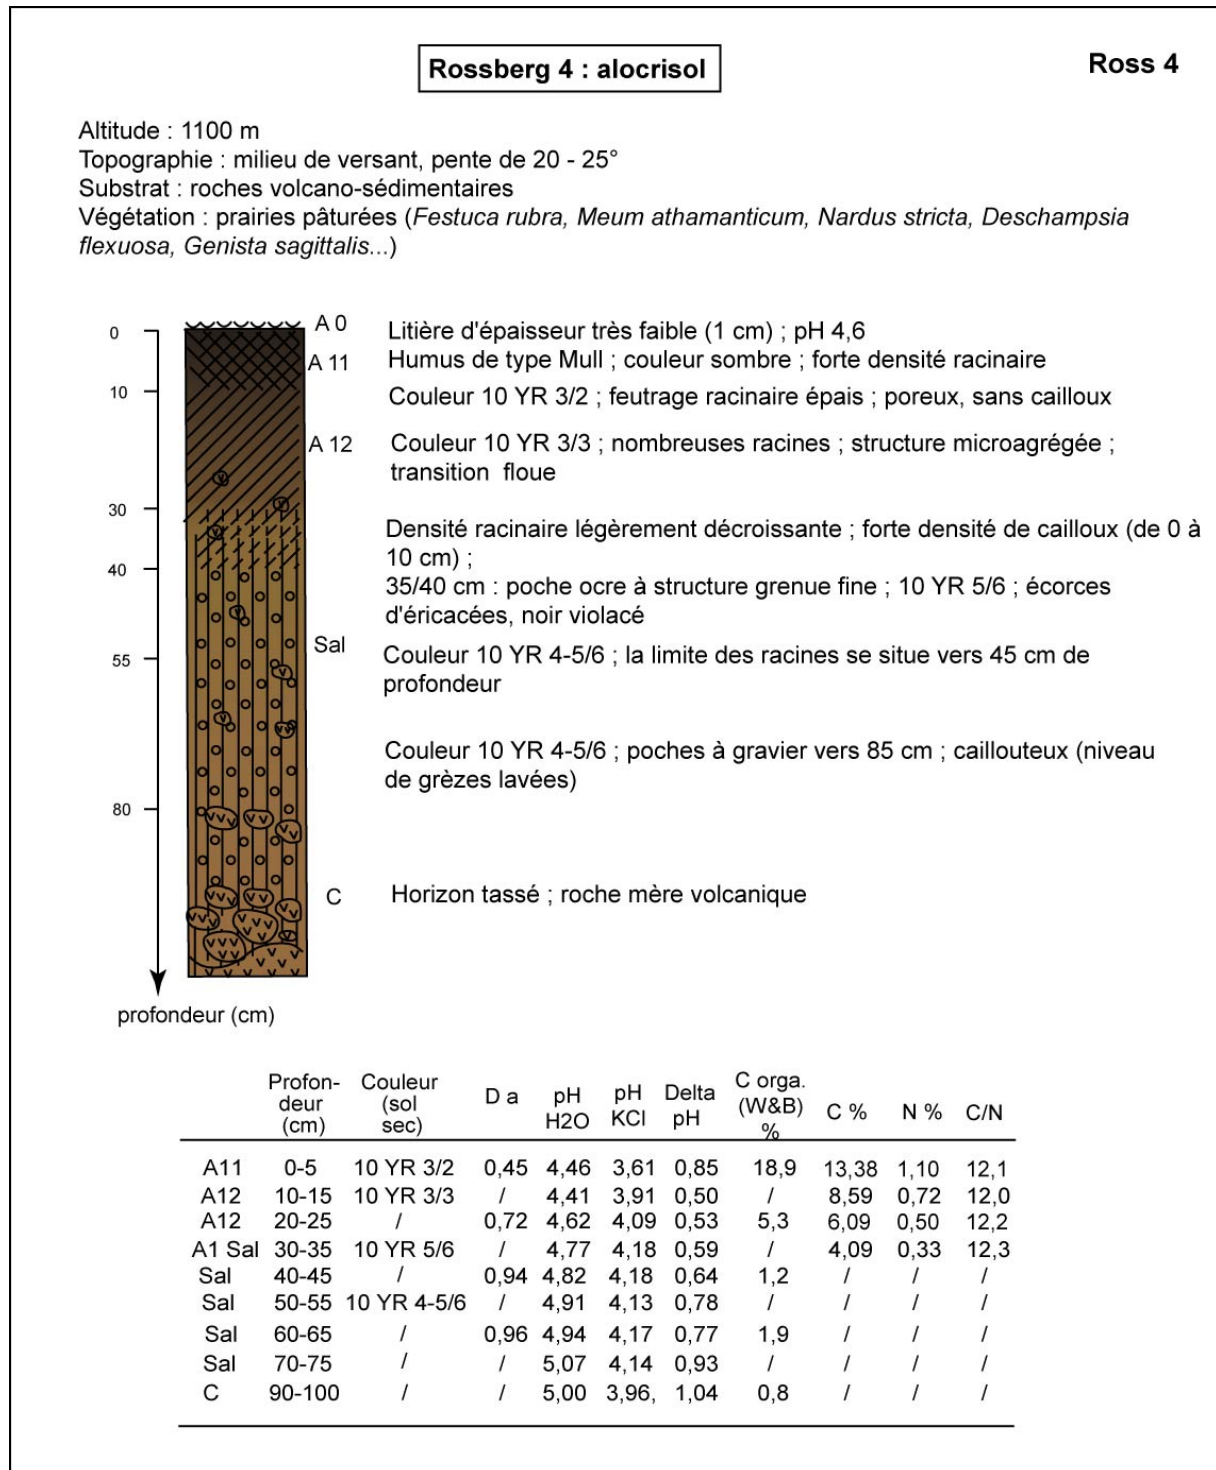 Rossberg 4 : alocrisol
Ross 4
Altitude : 1100 m
Topographie : milieu de versant, pente de 20 - 25°
Substrat : roches volcano-sédimentaires
Végétation : prairies pâturées (Festuca rubra, Meum athamanticum, Nardus stricta, Deschampsia
flexuosa, Genista sagittalis...)
0
10
30
40
55
80
profondeur (cm)
A 0
A 11
A 12
Sal
C
Litière d'épaisseur très faible (1 cm) ; pH 4,6
Humus de type Mull ; couleur sombre ; forte densité racinaire
Couleur 10 YR 3/2 ; feutrage racinaire épais ; poreux, sans cailloux
Couleur 10 YR 3/3 ; nombreuses racines ; structure microagrégée ;
transition floue
Densité racinaire légèrement décroissante ; forte densité de cailloux (de 0 à
10 cm) ;
35/40 cm : poche ocre à structure grenue fine ; 10 YR 5/6 ; écorces
d'éricacées, noir violacé
Couleur 10 YR 4-5/6 ; la limite des racines se situe vers 45 cm de
profondeur
Couleur 10 YR 4-5/6 ; poches à gravier vers 85 cm ; caillouteux (niveau
de grèzes lavées)
Horizon tassé ; roche mère volcanique
Profon-deur (cm) Couleur (sol sec) D a pH H2O pH KCl Delta pH C orga. (W&B) % C % N % C/N
A11 0-5 10 YR 3/2 0,45 4,46 3,61 0,85 18,9 13,38 1,10 12,1
A12 10-15 10 YR 3/3 / 4,41 3,91 0,50 / 8,59 0,72 12,0
A12 20-25 / 0,72 4,62 4,09 0,53 5,3 6,09 0,50 12,2
A1 Sal 30-35 10 YR 5/6 / 4,77 4,18 0,59 / 4,09 0,33 12,3
Sal 40-45 / 0,94 4,82 4,18 0,64 1,2 / / /
Sal 50-55 10 YR 4-5/6 / 4,91 4,13 0,78 / / / /
Sal 60-65 / 0,96 4,94 4,17 0,77 1,9 / / /
Sal 70-75 / / 5,07 4,14 0,93 / / / /
C 90-100 / / 5,00 3,96, 1,04 0,8 / / /